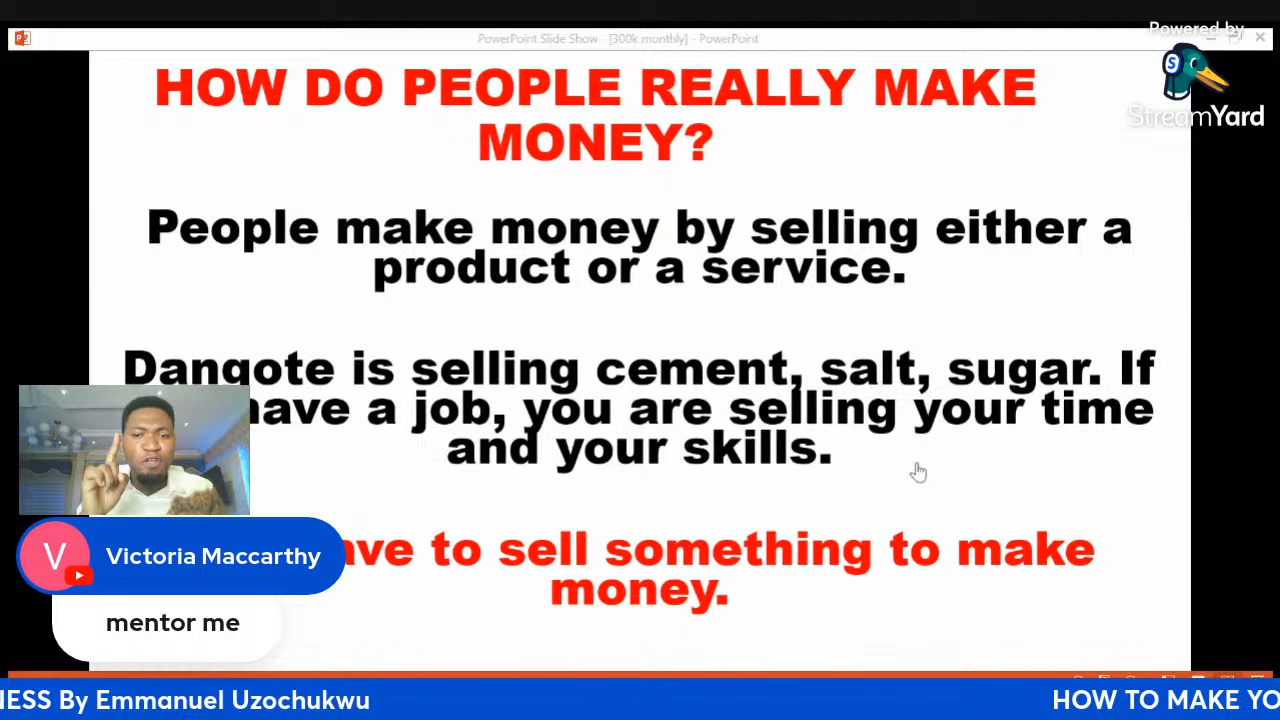 Powered by
StreamYard
PowerPoint Slide Show - [300k monthly] - PowerPoint
HOW DO PEOPLE REALLY MAKE
MONEY?
People make money by selling either a
product or a service.
Dangote is selling cement, salt, sugar. If
have a job, you are selling your time
and your skills.
ave to sell something to make
money.
V
Victoria Maccarthy
mentor me
NESS By Emmanuel Uzochukwu
HOW TO MAKE YO